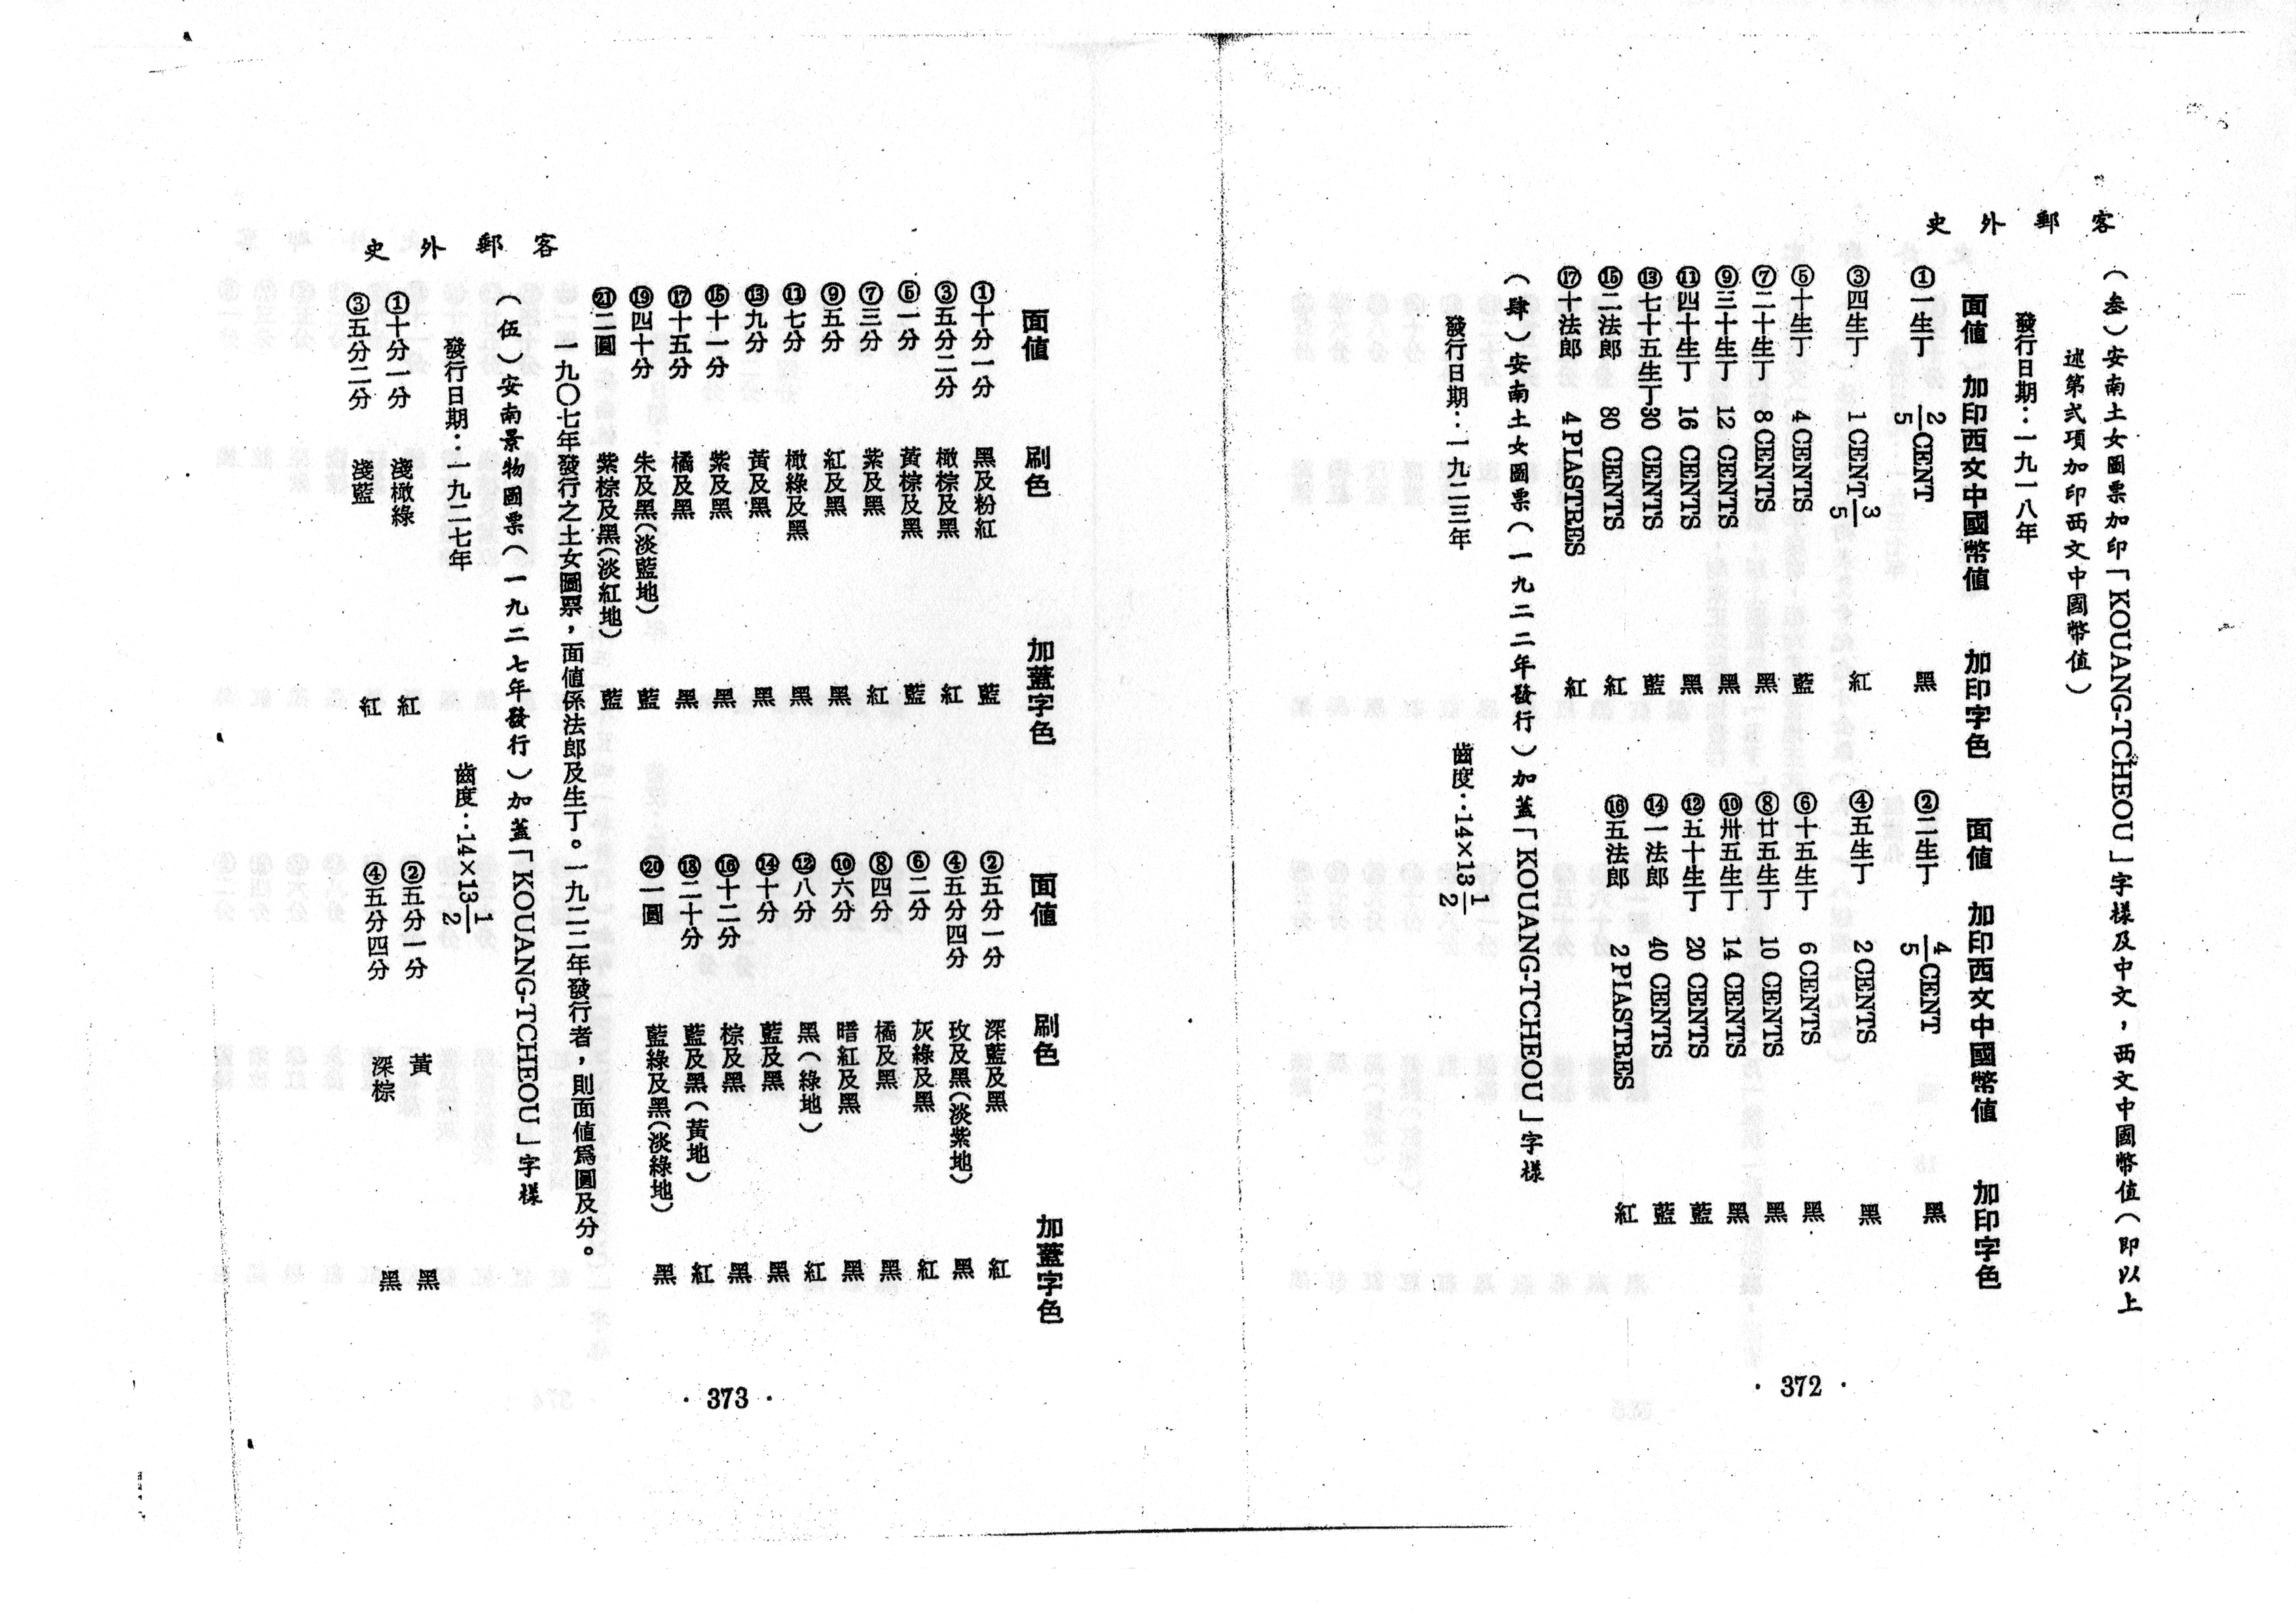 客郵外史
（叁）安南土女圖票加印「KOUANG-TCHEOU」字樣及中文，西文中國幣值（即以上
述第弍項加印西文中國幣值）
發行日期：一九一八年
面值　加印西文中國幣值　加印字色　面值　加印西文中國幣值　加印字色
①一生丁　2/5 CENT　黑　②二生丁　4/5 CENT　黑
③四生丁　1 CENT 3/5　紅　④五生丁　2 CENTS　黑
⑤十生丁　4 CENTS　藍　⑥十五生丁　6 CENTS　黑
⑦二十生丁　8 CENTS　黑　⑧廿五生丁　10 CENTS　黑
⑨三十生丁　12 CENTS　黑　⑩卅五生丁　14 CENTS　黑
⑪四十生丁　16 CENTS　黑　⑫五十生丁　20 CENTS　藍
⑬七十五生丁　30 CENTS　藍　⑭一法郎　40 CENTS　藍
⑮二法郎　80 CENTS　紅　⑯五法郎　2 PIASTRES　紅
⑰十法郎　4 PIASTRES　紅
（肆）安南土女圖票（一九二二年發行）加蓋「KOUANG-TCHEOU」字樣
發行日期：一九二三年　齒度：14×13 1/2
· 372 ·
面值　刷色　加蓋字色　面值　刷色　加蓋字色
①十分一分　黑及粉紅　藍　②五分一分　深藍及黑　紅
③五分二分　橄棕及黑　紅　④五分四分　玫及黑（淡紫地）　黑
⑤一分　黃棕及黑　藍　⑥二分　灰綠及黑　紅
⑦三分　紫及黑　紅　⑧四分　橘及黑　黑
⑨五分　紅及黑　黑　⑩六分　暗紅及黑　黑
⑪七分　橄綠及黑　黑　⑫八分　黑（綠地）　紅
⑬九分　黃及黑　黑　⑭十分　藍及黑　黑
⑮十一分　紫及黑　黑　⑯十二分　棕及黑　黑
⑰十五分　橘及黑　黑　⑱二十分　藍及黑（黃地）　紅
⑲四十分　朱及黑（淡藍地）　藍　⑳一圓　藍綠及黑（淡綠地）　黑
㉑二圓　紫棕及黑（淡紅地）　藍
一九〇七年發行之土女圖票，面值係法郎及生丁。一九二二年發行者，則面值爲圓及分。
（伍）安南景物圖票（一九二七年發行）加蓋「KOUANG-TCHEOU」字樣
發行日期：一九二七年　齒度：14×13 1/2
①十分一分　淺橄綠　紅　②五分一分　黃　黑
③五分二分　淺藍　紅　④五分四分　深棕　黑
客郵外史
· 373 ·